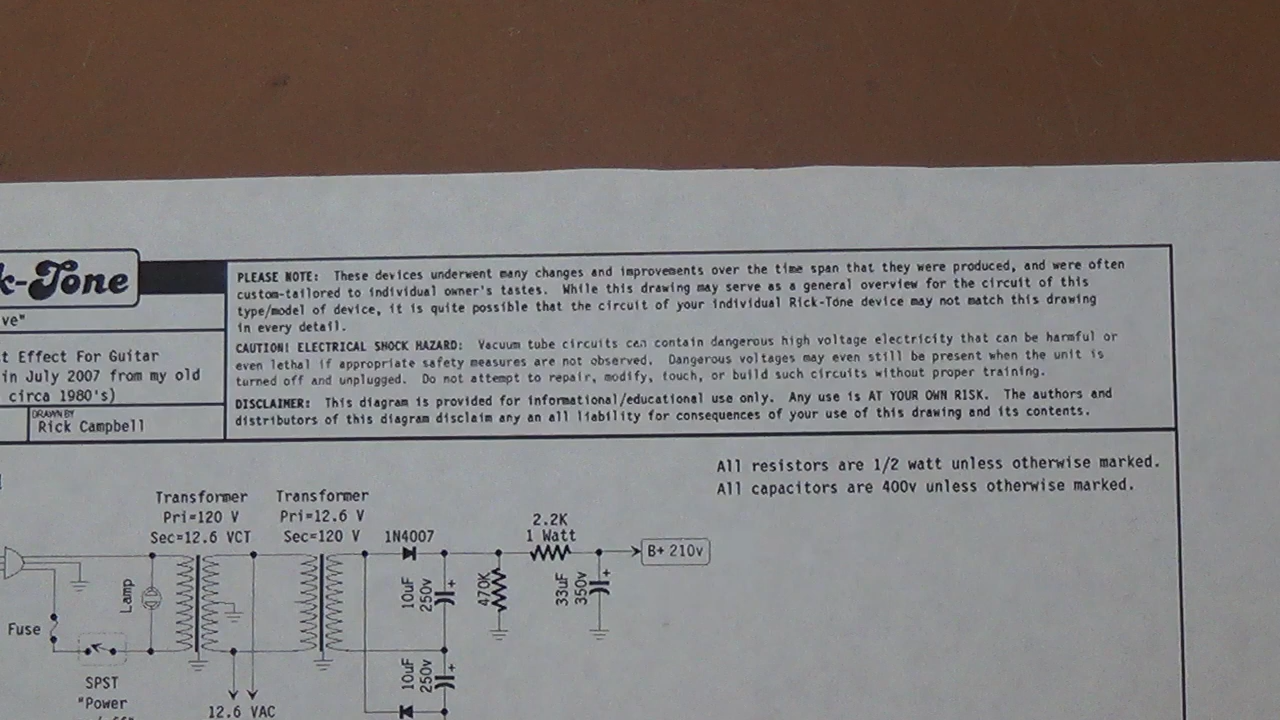 k-Tone
ve"
t Effect For Guitar
in July 2007 from my old
circa 1980's)
DRAWN BY
Rick Campbell
PLEASE NOTE: These devices underwent many changes and improvements over the time span that they were produced, and were often
custom-tailored to individual owner's tastes. While this drawing may serve as a general overview for the circuit of this
type/model of device, it is quite possible that the circuit of your individual Rick-Tone device may not match this drawing
in every detail.
CAUTION! ELECTRICAL SHOCK HAZARD: Vacuum tube circuits can contain dangerous high voltage electricity that can be harmful or
even lethal if appropriate safety measures are not observed. Dangerous voltages may even still be present when the unit is
turned off and unplugged. Do not attempt to repair, modify, touch, or build such circuits without proper training.
DISCLAIMER: This diagram is provided for informational/educational use only. Any use is AT YOUR OWN RISK. The authors and
distributors of this diagram disclaim any an all liability for consequences of your use of this drawing and its contents.
All resistors are 1/2 watt unless otherwise marked.
All capacitors are 400v unless otherwise marked.
Transformer
Pri=120 V
Sec=12.6 VCT
Transformer
Pri=12.6 V
Sec=120 V
1N4007
2.2K
1 Watt
B+ 210v
Lamp
10uF
250v
+
470K
33uF
350v
+
Fuse
10uF
250v
+
SPST
"Power
12.6 VAC